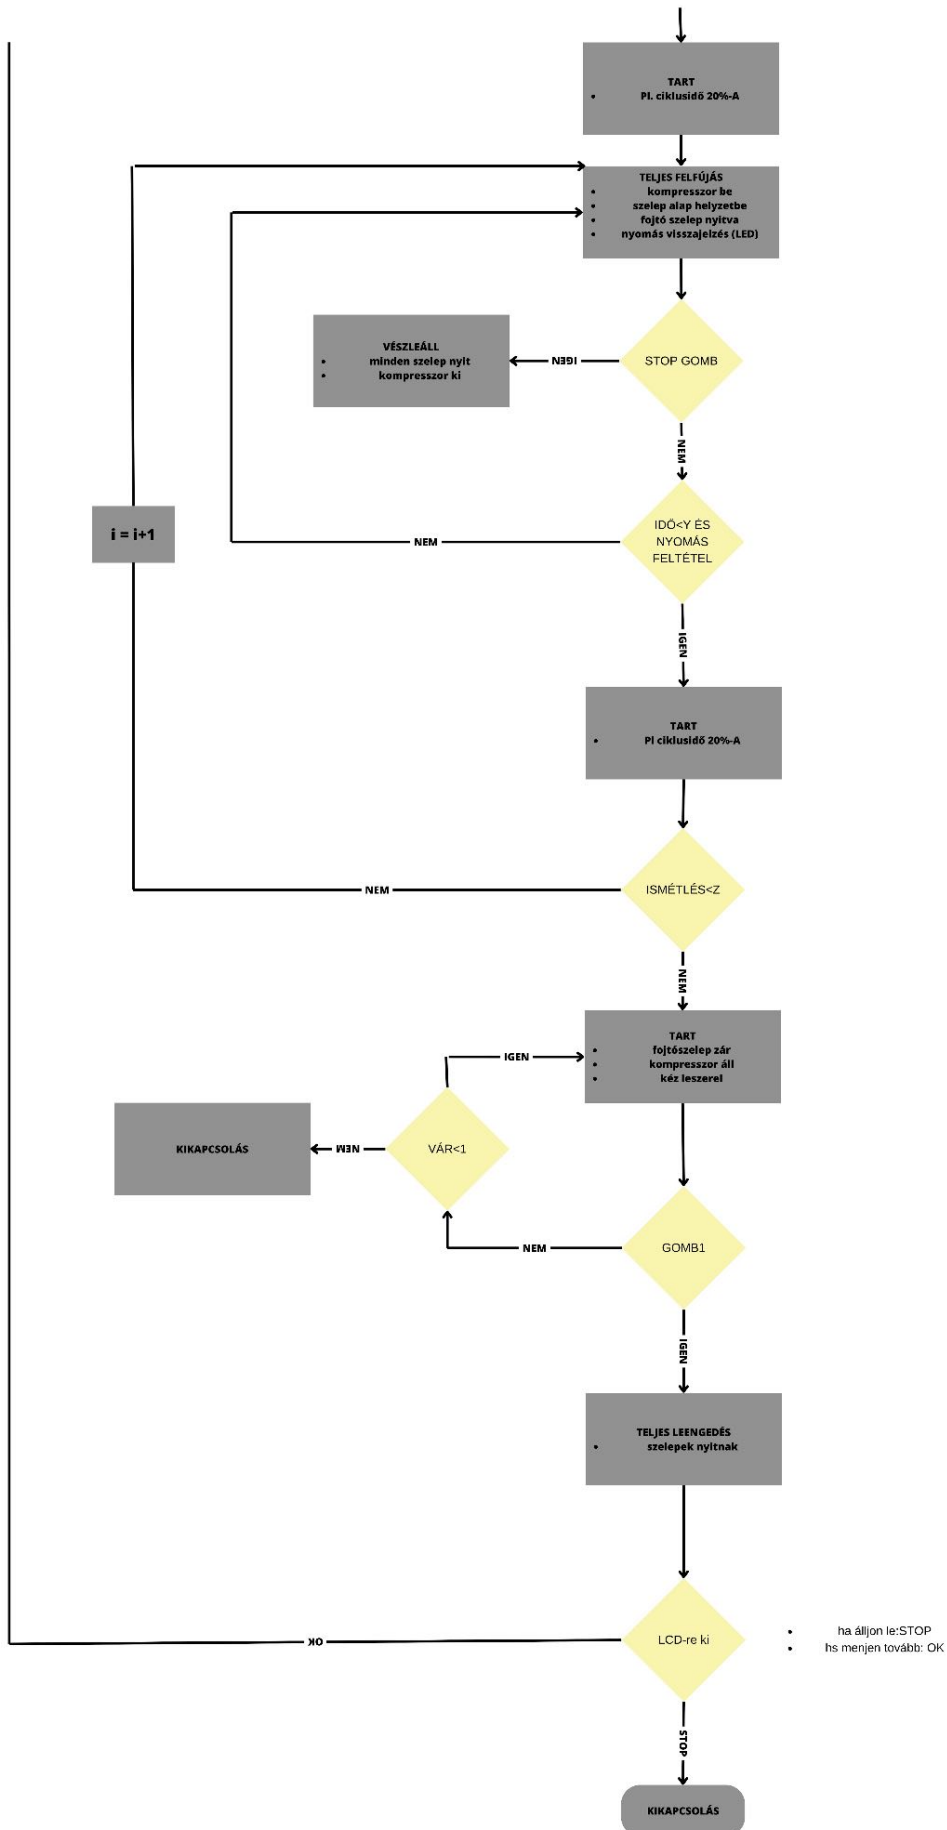 TART
• Pl. ciklusidő 20%-A
TELJES FELFÚJÁS
• kompresszor be
• szelep alap helyzetbe
• fojtó szelep nyitva
• nyomás visszajelzés (LED)
STOP GOMB
IGEN
VÉSZLEÁLL
• minden szelep nyit
• kompresszor ki
NEM
IDŐ<Y ÉS
NYOMÁS
FELTÉTEL
NEM
i = i+1
IGEN
TART
• Pl ciklusidő 20%-A
ISMÉTLÉS<Z
NEM
NEM
TART
• fojtószelep zár
• kompresszor áll
• kéz leszerel
IGEN
VÁR<1
NEM
KIKAPCSOLÁS
GOMB1
NEM
IGEN
TELJES LEENGEDÉS
• szelepek nyitnak
LCD-re ki
• ha álljon le:STOP
• hs menjen tovább: OK
OK
STOP
KIKAPCSOLÁS